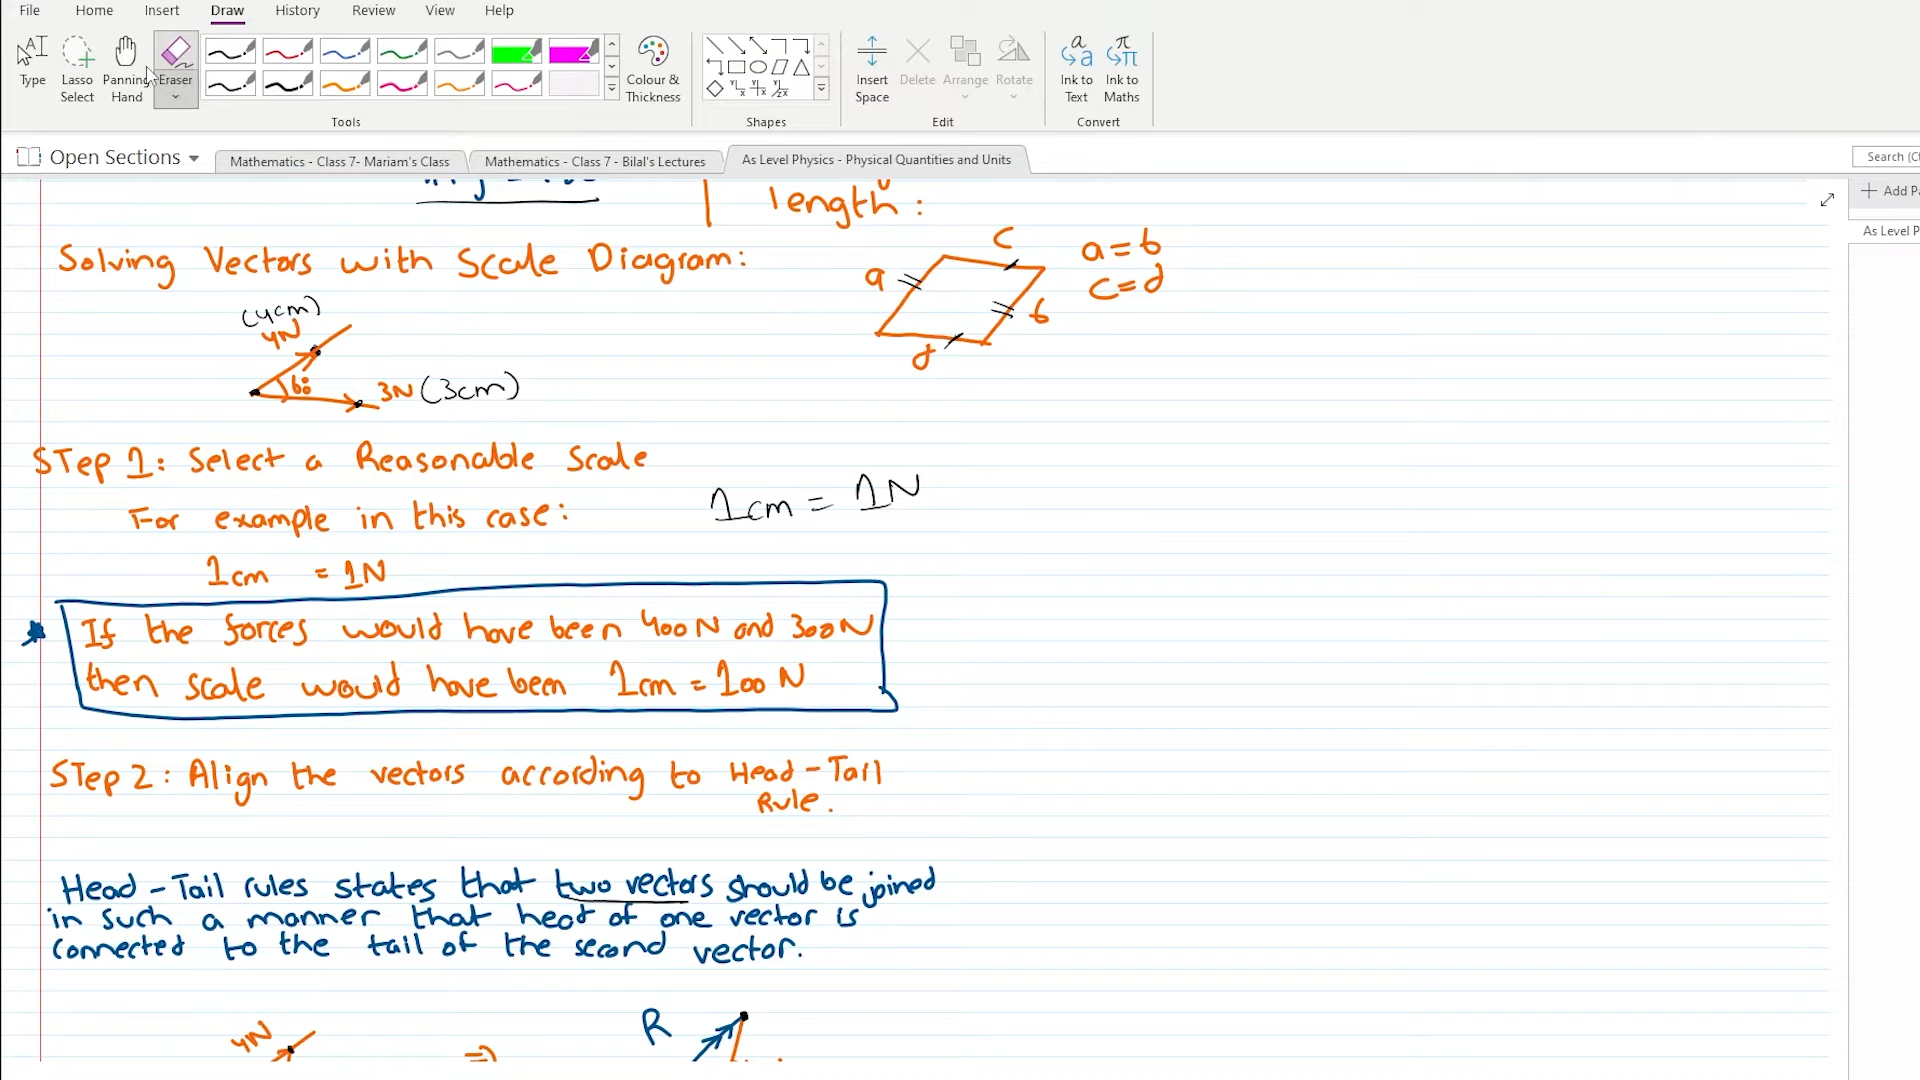 File Home Insert Draw History Review View Help
Type
Lasso Select
Panning Hand
Eraser
Colour & Thickness
Insert Space
Delete
Arrange
Rotate
Ink to Text
Ink to Maths
Tools
Shapes
Edit
Convert
Open Sections
Mathematics - Class 7- Mariam's Class
Mathematics - Class 7 - Bilal's Lectures
As Level Physics - Physical Quantities and Units
Search (Ct
Add Pa
As Level P
length:
Solving Vectors with Scale Diagram:
c
a
b
d
a = b
c = d
(4cm)
4N
60°
3N (3cm)
STep 1: Select a Reasonable Scale
For example in this case:
1cm = 1N
1cm = 1N
If the forces would have been 400N and 300N
then scale would have been 1cm = 100 N
STep 2: Align the vectors according to Head-Tail
Rule.
Head-Tail rules states that two vectors should be joined
in such a manner that head of one vector is
connected to the tail of the second vector.
4N
⇒
R